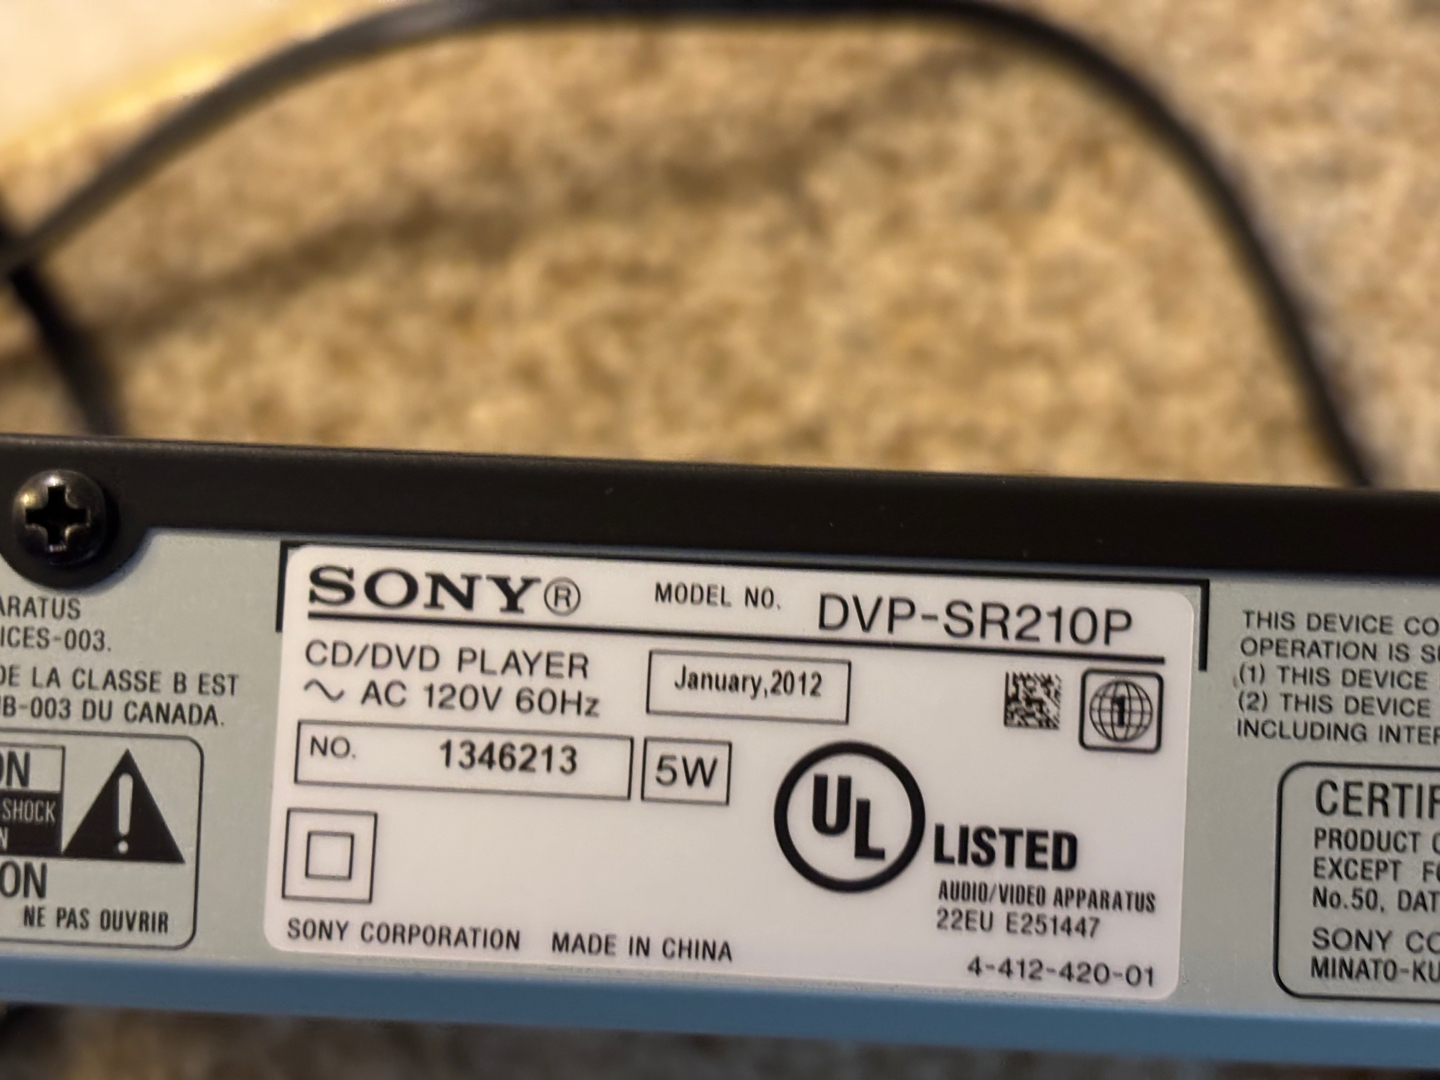 ARATUS
ICES-003.
DE LA CLASSE B EST
B-003 DU CANADA.
ON
SHOCK
N
ON
NE PAS OUVRIR
SONY®
MODEL NO. DVP-SR210P
CD/DVD PLAYER
∿ AC 120V 60Hz
January,2012
1
NO. 1346213
5W
UL
LISTED
AUDIO/VIDEO APPARATUS
22EU E251447
SONY CORPORATION MADE IN CHINA
4-412-420-01
THIS DEVICE CO
OPERATION IS SU
(1) THIS DEVICE
(2) THIS DEVICE
INCLUDING INTER
CERTIF
PRODUCT C
EXCEPT FO
No.50, DAT
SONY CO
MINATO-KU